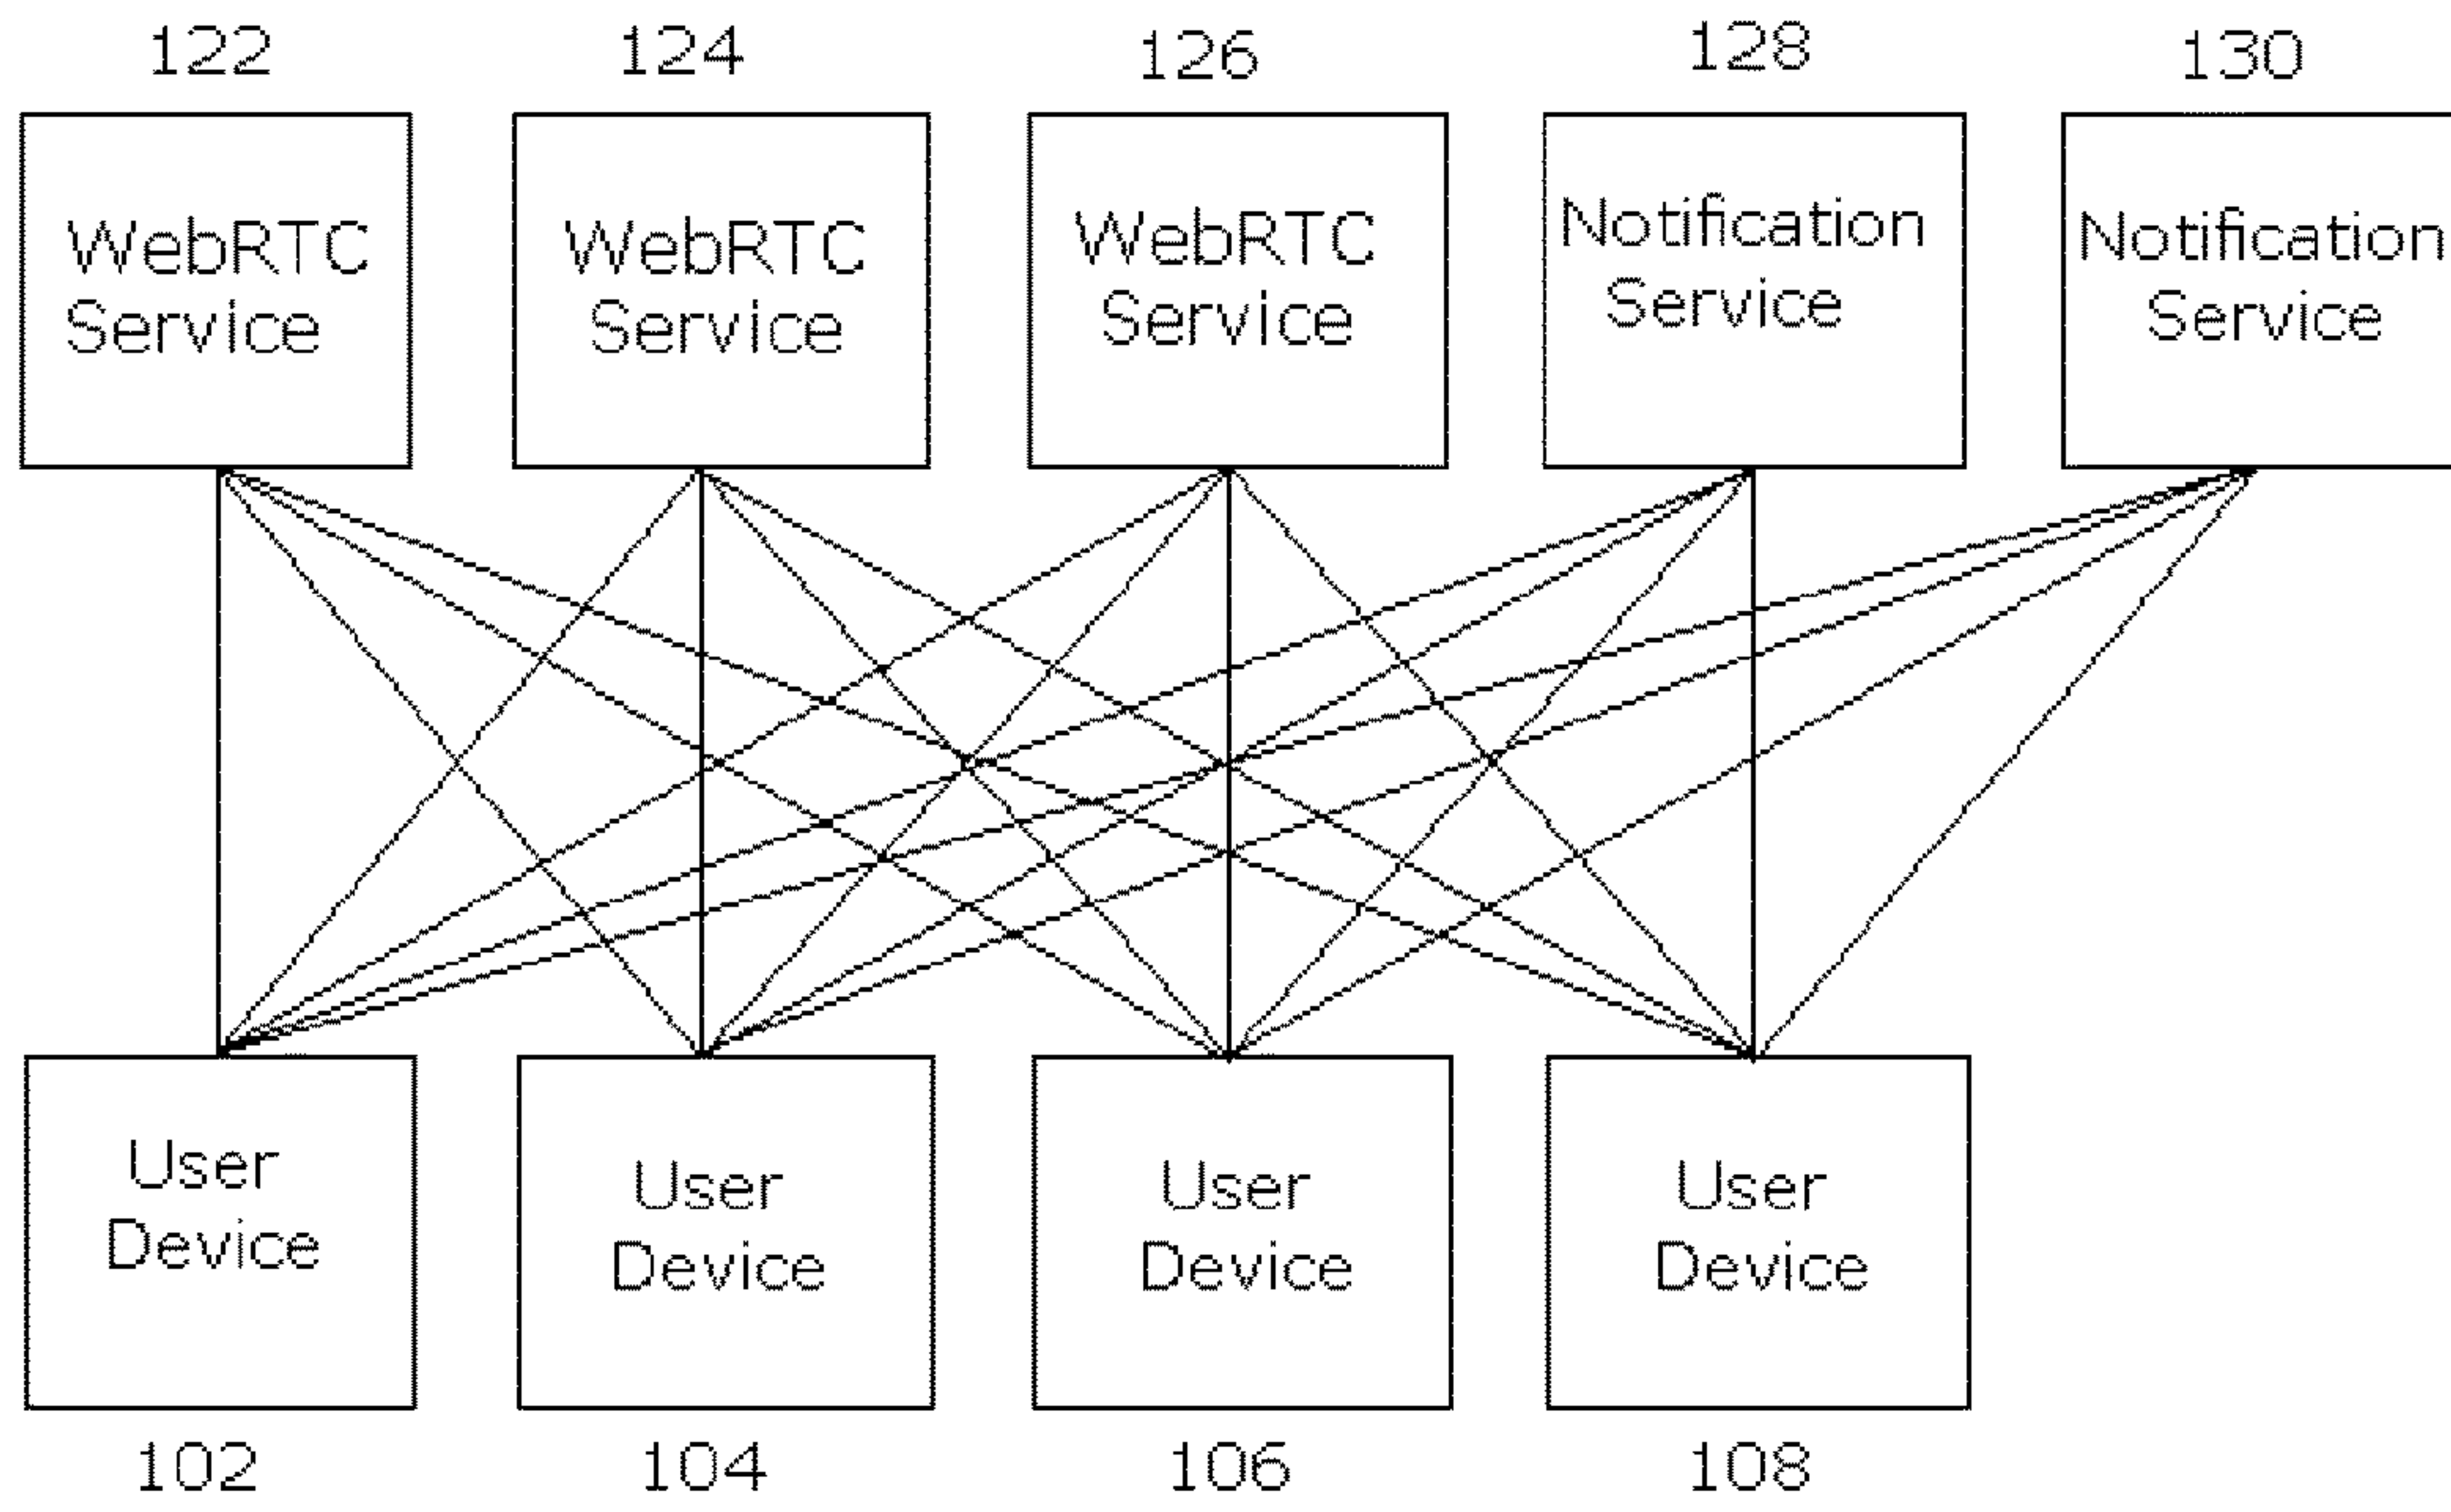 122
124
126
128
130
WebRTC
Service
WebRTC
Service
WebRTC
Service
Notification
Service
Notification
Service
User
Device
User
Device
User
Device
User
Device
102
104
106
108